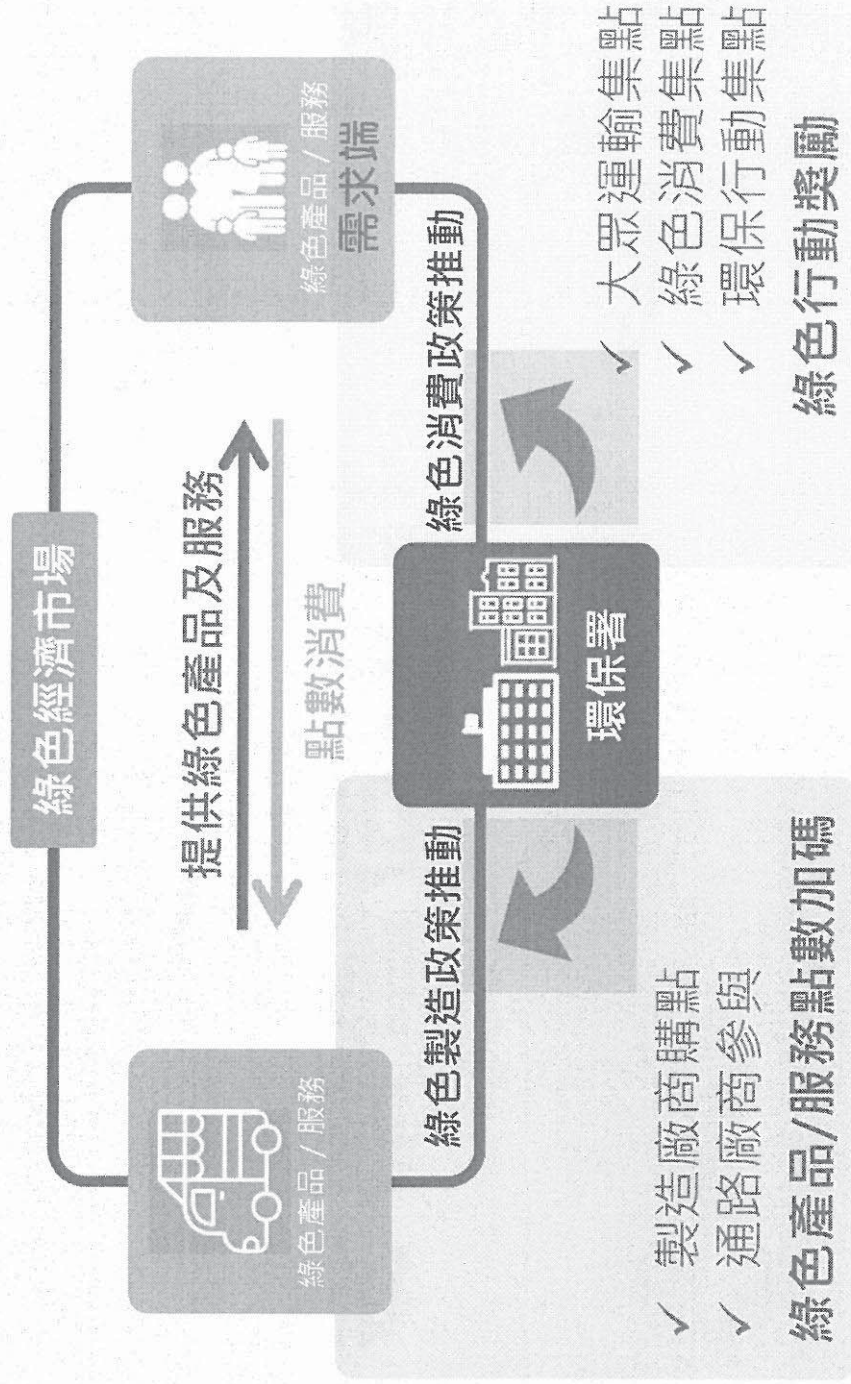 綠色經濟市場
提供綠色產品及服務
點數消費
綠色產品 / 服務
綠色產品 / 服務
需求端
綠色製造政策推動
綠色消費政策推動
環保署
✓ 製造廠商購點
✓ 通路廠商參與
綠色產品/服務點數加碼
✓ 大眾運輸集點
✓ 綠色消費集點
✓ 環保行動集點
綠色行動獎勵